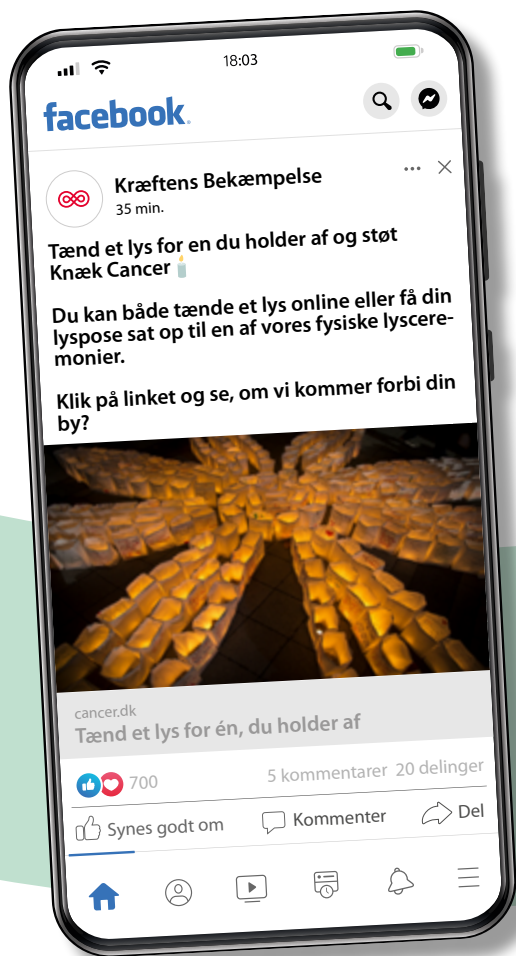 18:03
facebook.
Kræftens Bekæmpelse
35 min.
Tænd et lys for en du holder af og støt
Knæk Cancer
Du kan både tænde et lys online eller få din
lyspose sat op til en af vores fysiske lyscere-
monier.
Klik på linket og se, om vi kommer forbi din
by?
cancer.dk
Tænd et lys for én, du holder af
700 5 kommentarer 20 delinger
Synes godt om Kommenter Del